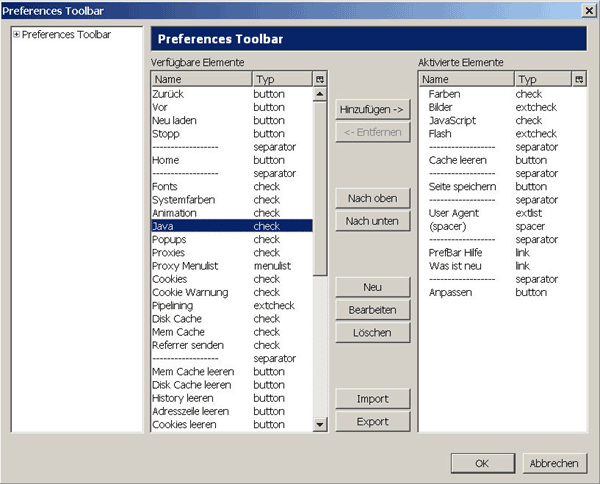 Preferences Toolbar
Preferences Toolbar
Preferences Toolbar
Verfügbare Elemente
Name Typ
Zurück button
Vor button
Neu laden button
Stopp button
------------------ separator
Home button
------------------ separator
Fonts check
Systemfarben check
Animation check
Java check
Popups check
Proxies check
Proxy Menulist menulist
Cookies check
Cookie Warnung check
Pipelining extcheck
Disk Cache check
Mem Cache check
Referrer senden check
------------------ separator
Mem Cache leeren button
Disk Cache leeren button
History leeren button
Adresszeile leeren button
Cookies leeren button
Hinzufügen ->
<- Entfernen
Nach oben
Nach unten
Neu
Bearbeiten
Löschen
Import
Export
Aktivierte Elemente
Name Typ
Farben check
Bilder extcheck
JavaScript check
Flash extcheck
------------------ separator
Cache leeren button
------------------ separator
Seite speichern button
------------------ separator
User Agent extlist
(spacer) spacer
------------------ separator
PrefBar Hilfe link
Was ist neu link
------------------ separator
Anpassen button
OK
Abbrechen